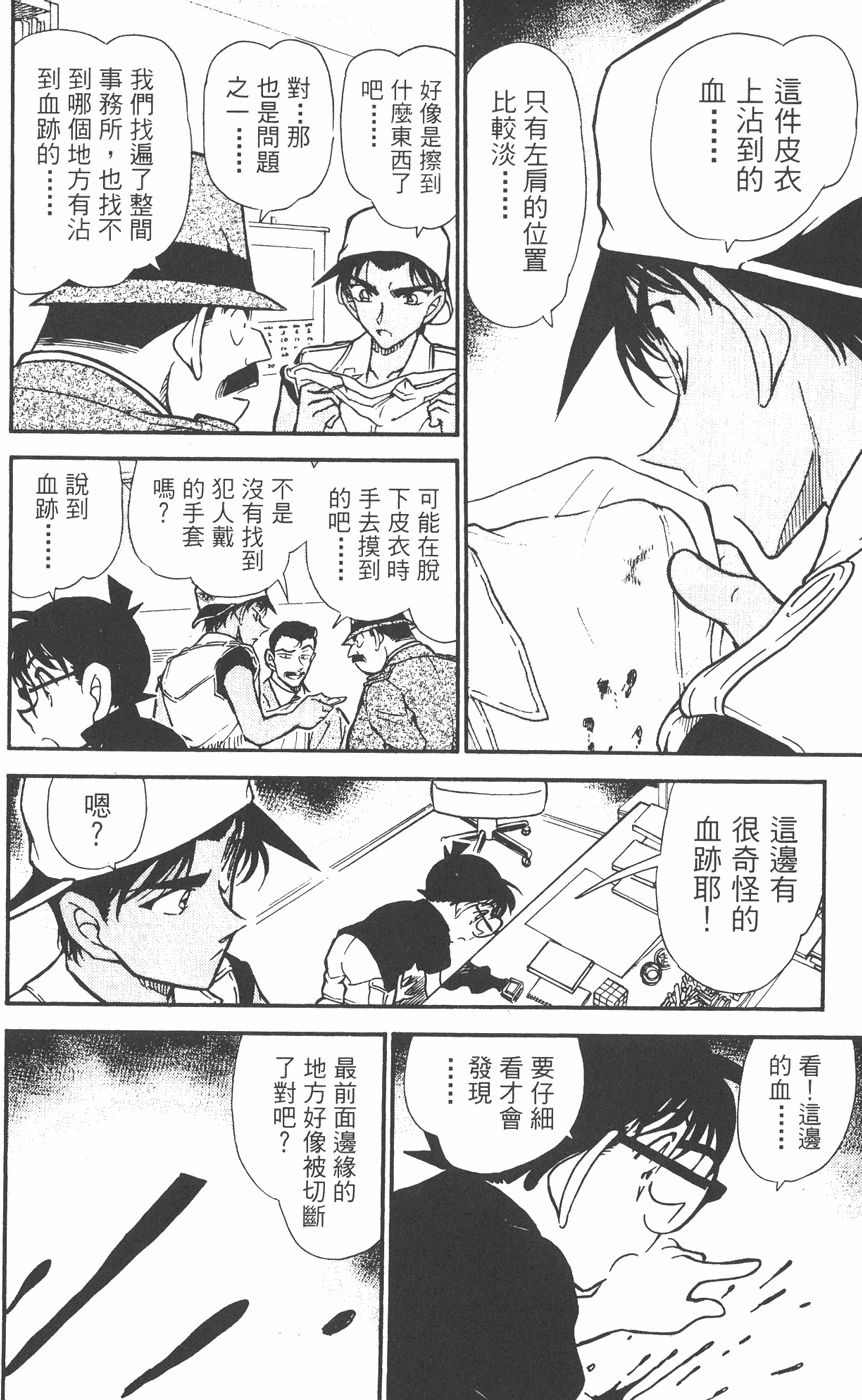 這件皮衣
上沾到的
血……
只有左肩的位置
比較淡……
好像是擦到
什麼東西了
吧……
對…那
也是問題
之一……
我們找遍了整間
事務所，也找不
到哪個地方有沾
到血跡的……
可能在脫
下皮衣時
手去摸到
的吧……
不是
沒有找到
犯人戴
的手套
嗎？
說到
血跡……
這邊有
很奇怪的
血跡耶！
嗯？
看！這邊
的血……
要仔細
看才會
發現
……
最前面邊緣的
地方好像被切斷
了對吧？